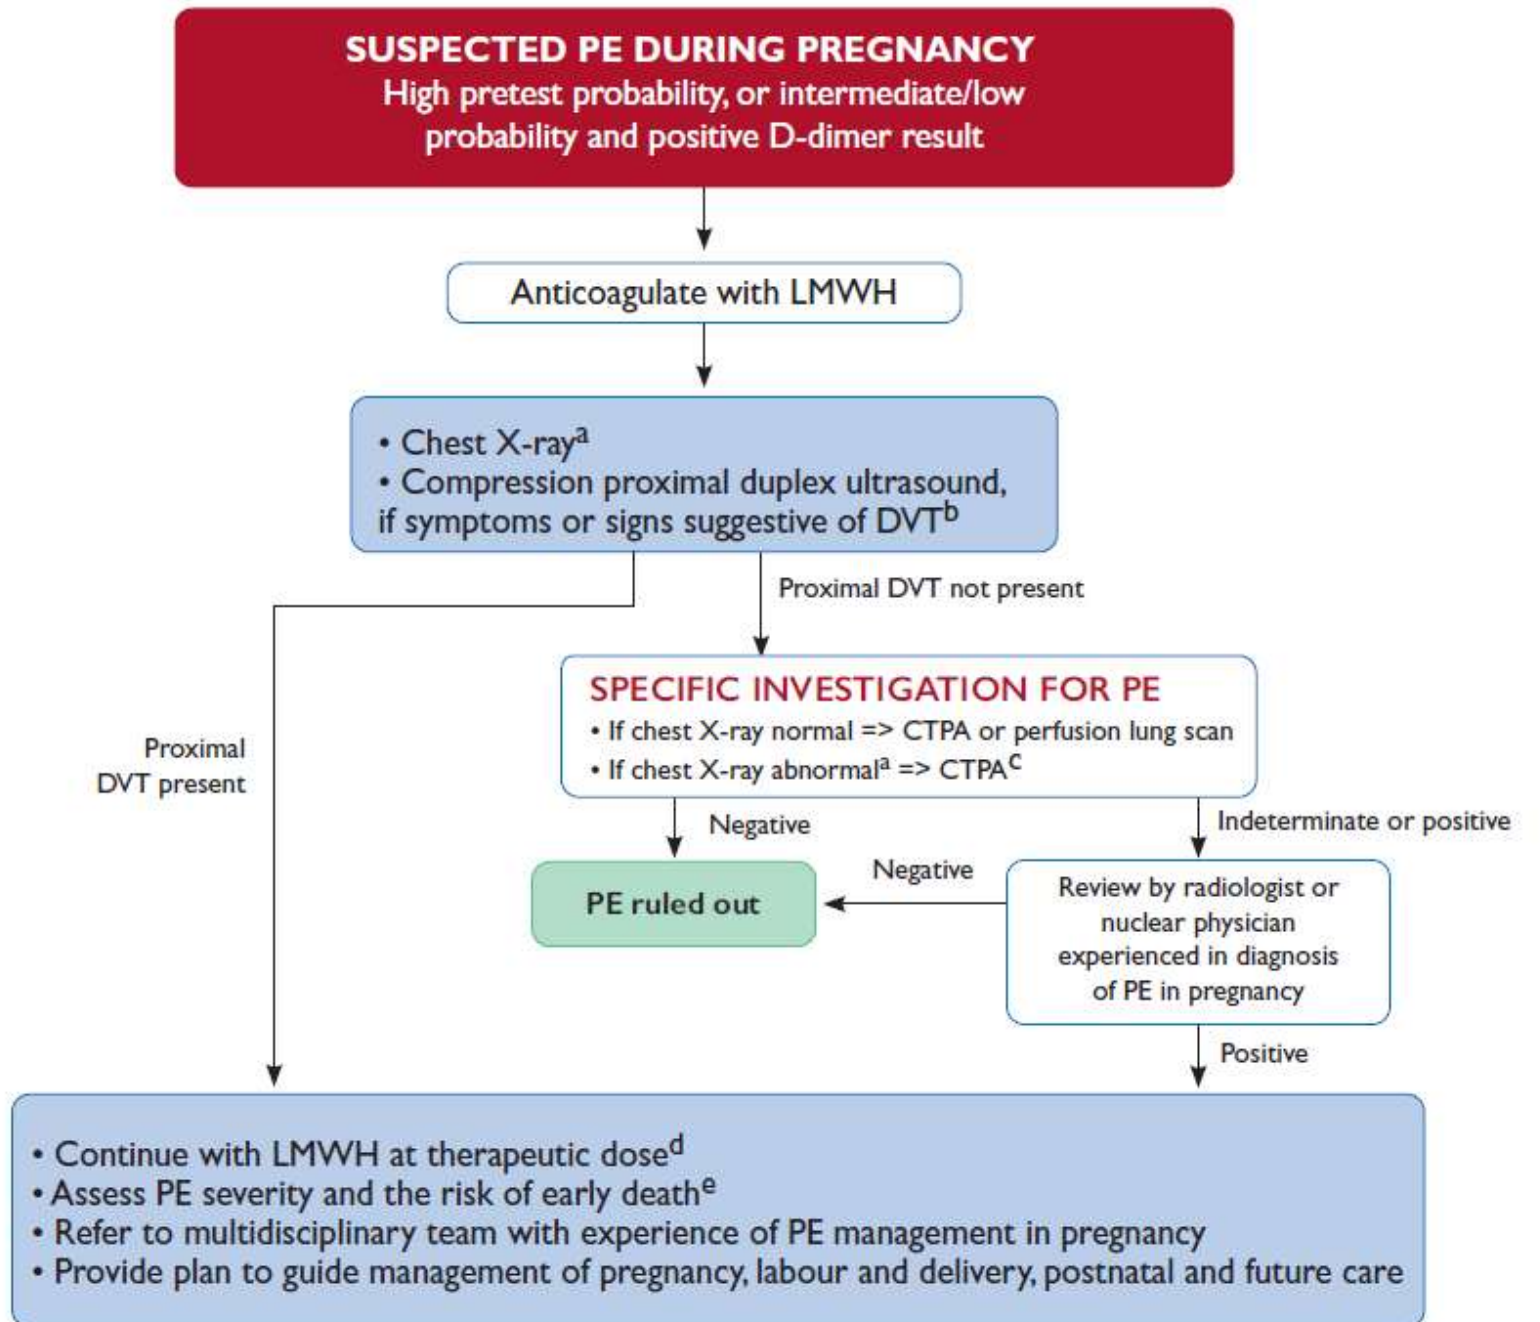 SUSPECTED PE DURING PREGNANCY
High pretest probability, or intermediate/low
probability and positive D-dimer result
Anticoagulate with LMWH
• Chest X-rayᵃ
• Compression proximal duplex ultrasound,
if symptoms or signs suggestive of DVTᵇ
Proximal DVT not present
SPECIFIC INVESTIGATION FOR PE
• If chest X-ray normal => CTPA or perfusion lung scan
• If chest X-ray abnormalᵃ => CTPAᶜ
Proximal
DVT present
Negative
Indeterminate or positive
PE ruled out
Negative
Review by radiologist or
nuclear physician
experienced in diagnosis
of PE in pregnancy
Positive
• Continue with LMWH at therapeutic doseᵈ
• Assess PE severity and the risk of early deathᵉ
• Refer to multidisciplinary team with experience of PE management in pregnancy
• Provide plan to guide management of pregnancy, labour and delivery, postnatal and future care